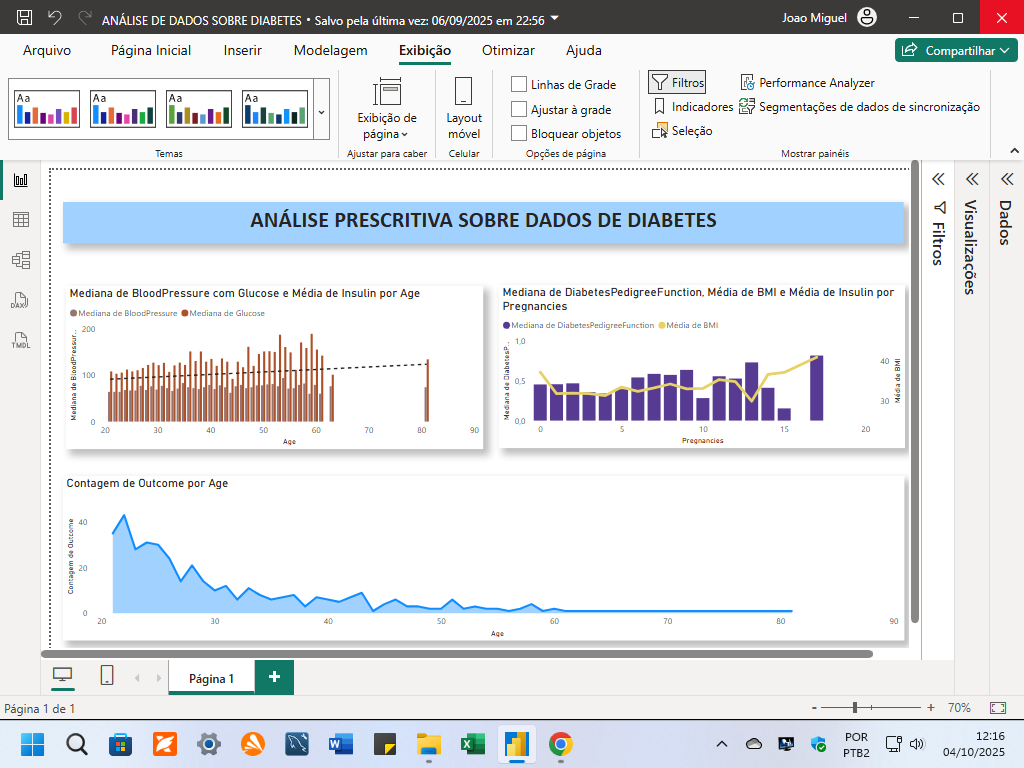 ANÁLISE DE DADOS SOBRE DIABETES • Salvo pela última vez: 06/09/2025 em 22:56
Joao Miguel
Arquivo
Página Inicial
Inserir
Modelagem
Exibição
Otimizar
Ajuda
Compartilhar
Aa
Aa
Aa
Aa
Temas
Exibição de
página
Ajustar para caber
Layout
móvel
Celular
Linhas de Grade
Ajustar à grade
Bloquear objetos
Opções de página
Filtros
Indicadores
Seleção
Performance Analyzer
Segmentações de dados de sincronização
Mostrar painéis
DAX
TMDL
ANÁLISE PRESCRITIVA SOBRE DADOS DE DIABETES
Mediana de BloodPressure com Glucose e Média de Insulin por Age
Mediana de BloodPressure
Mediana de Glucose
Mediana de BloodPressur...
200
100
0
20
30
40
50
60
70
80
90
Age
Mediana de DiabetesPedigreeFunction, Média de BMI e Média de Insulin por
Pregnancies
Mediana de DiabetesPedigreeFunction
Média de BMI
Mediana de DiabetesP...
1,0
0,5
0,0
0
5
10
15
20
Pregnancies
40
30
Média de BMI
Contagem de Outcome por Age
Contagem de Outcome
40
20
0
20
30
40
50
60
70
80
90
Age
Filtros
Visualizações
Dados
Página 1
+
Página 1 de 1
- + 70%
POR
PTB2
12:16
04/10/2025